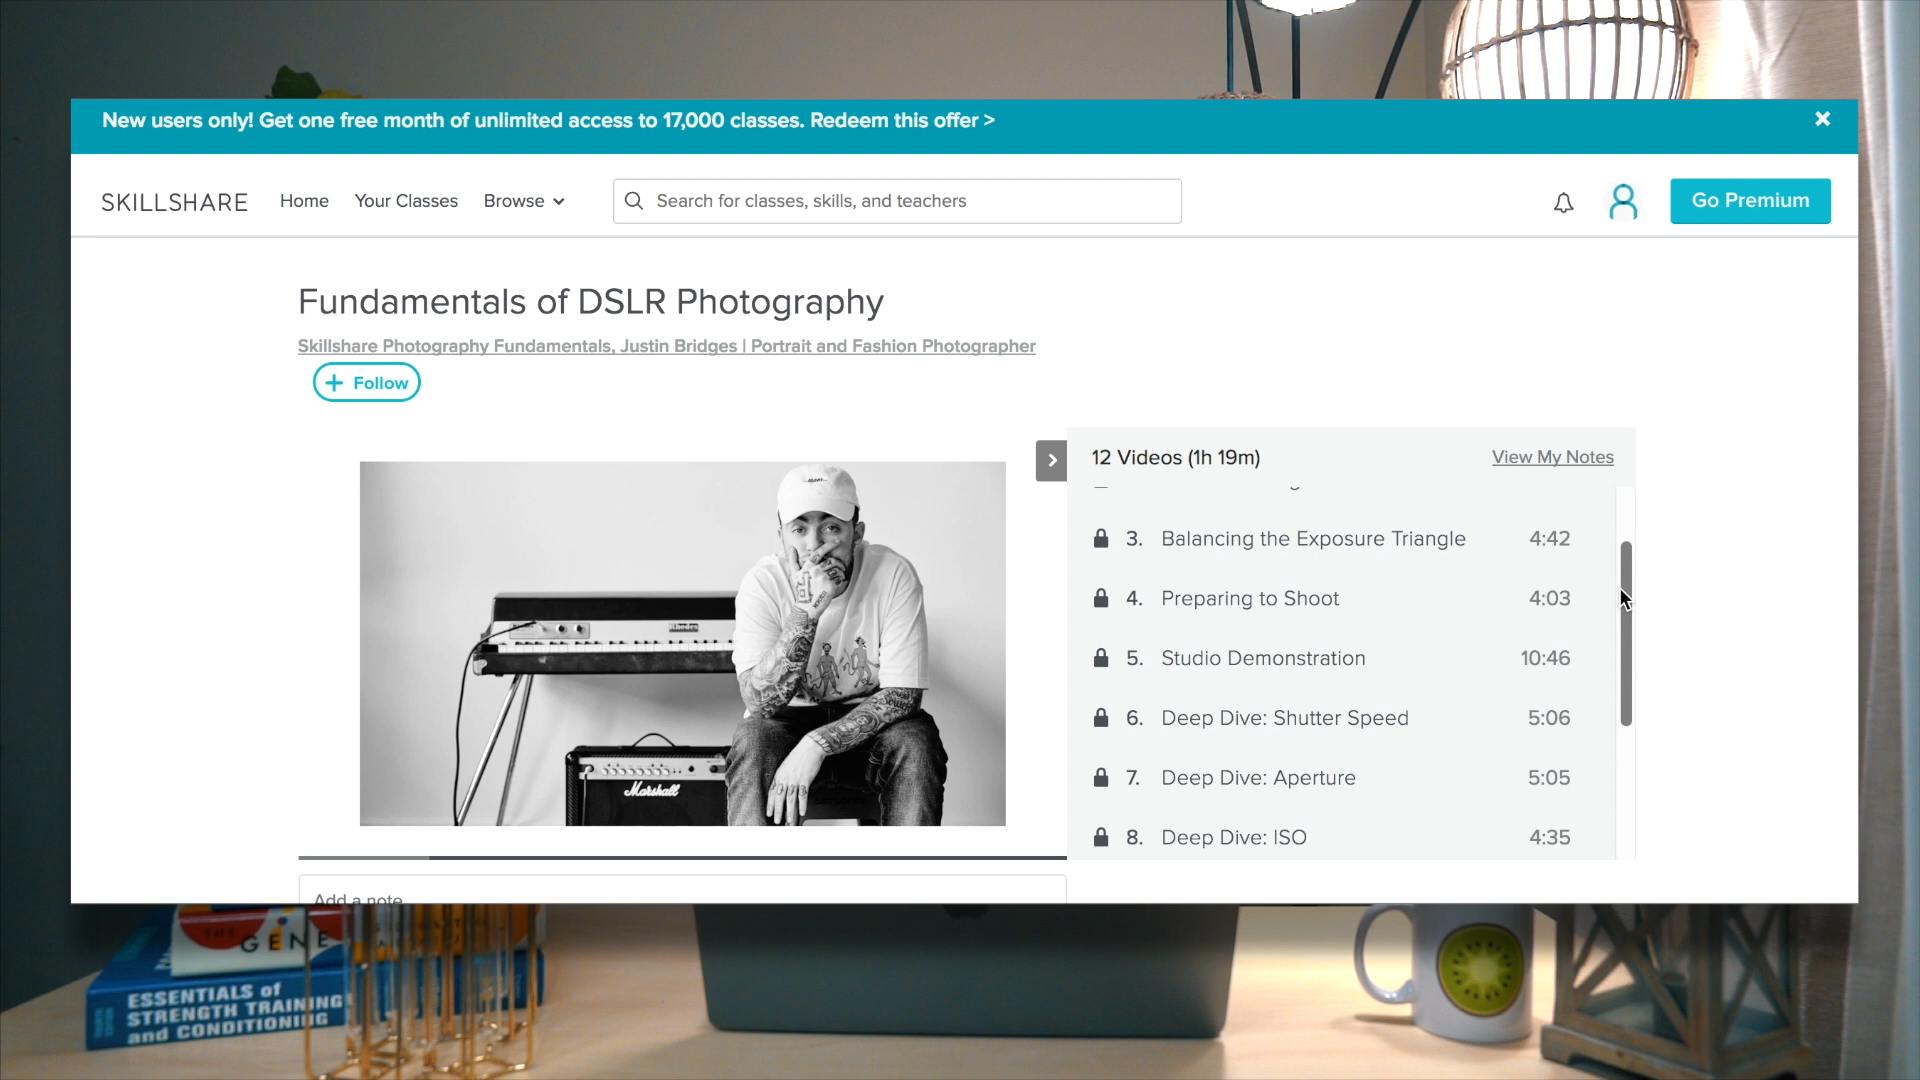 New users only! Get one free month of unlimited access to 17,000 classes. Redeem this offer >
SKILLSHARE Home Your Classes Browse Search for classes, skills, and teachers Go Premium
Fundamentals of DSLR Photography
Skillshare Photography Fundamentals, Justin Bridges | Portrait and Fashion Photographer
+ Follow
12 Videos (1h 19m) View My Notes
3. Balancing the Exposure Triangle 4:42
4. Preparing to Shoot 4:03
5. Studio Demonstration 10:46
6. Deep Dive: Shutter Speed 5:06
7. Deep Dive: Aperture 5:05
8. Deep Dive: ISO 4:35
Rhodes
Marshall
Add a note
THE
GENE
ESSENTIALS of
STRENGTH TRAINING
and CONDITIONING